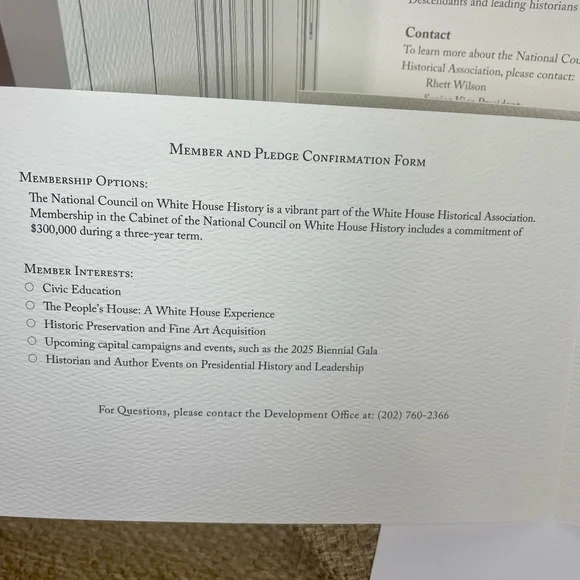 Descendants and leading historians
Contact
To learn more about the National Cou
Historical Association, please contact:
Rhett Wilson
Senior Vice President
MEMBER AND PLEDGE CONFIRMATION FORM
MEMBERSHIP OPTIONS:
The National Council on White House History is a vibrant part of the White House Historical Association.
Membership in the Cabinet of the National Council on White House History includes a commitment of
$300,000 during a three-year term.
MEMBER INTERESTS:
Civic Education
The People's House: A White House Experience
Historic Preservation and Fine Art Acquisition
Upcoming capital campaigns and events, such as the 2025 Biennial Gala
Historian and Author Events on Presidential History and Leadership
For Questions, please contact the Development Office at: (202) 760-2366